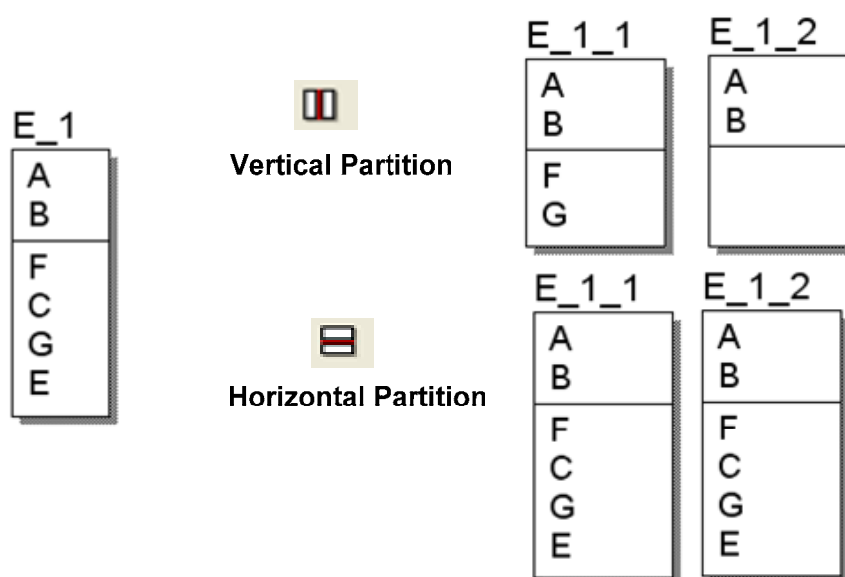 E_1
A
B
F
C
G
E
Vertical Partition
E_1_1
A
B
F
G
E_1_2
A
B
Horizontal Partition
E_1_1
A
B
F
C
G
E
E_1_2
A
B
F
C
G
E